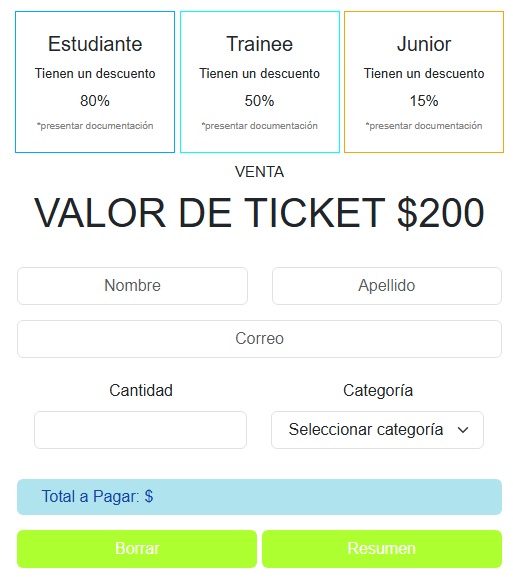 Estudiante
Tienen un descuento
80%
*presentar documentación
Trainee
Tienen un descuento
50%
*presentar documentación
Junior
Tienen un descuento
15%
*presentar documentación
VENTA
VALOR DE TICKET $200
Nombre
Apellido
Correo
Cantidad
Categoría
Seleccionar categoría
Total a Pagar: $
Borrar
Resumen